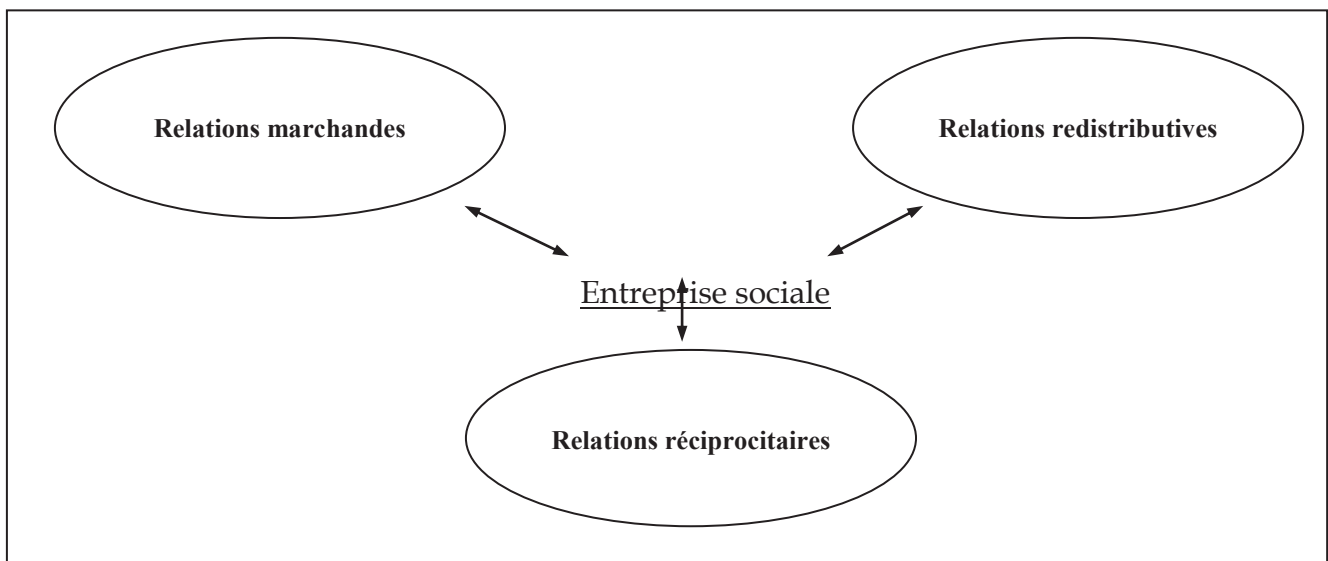 Relations marchandes
Relations redistributives
Entreprise sociale
Relations réciprocitaires